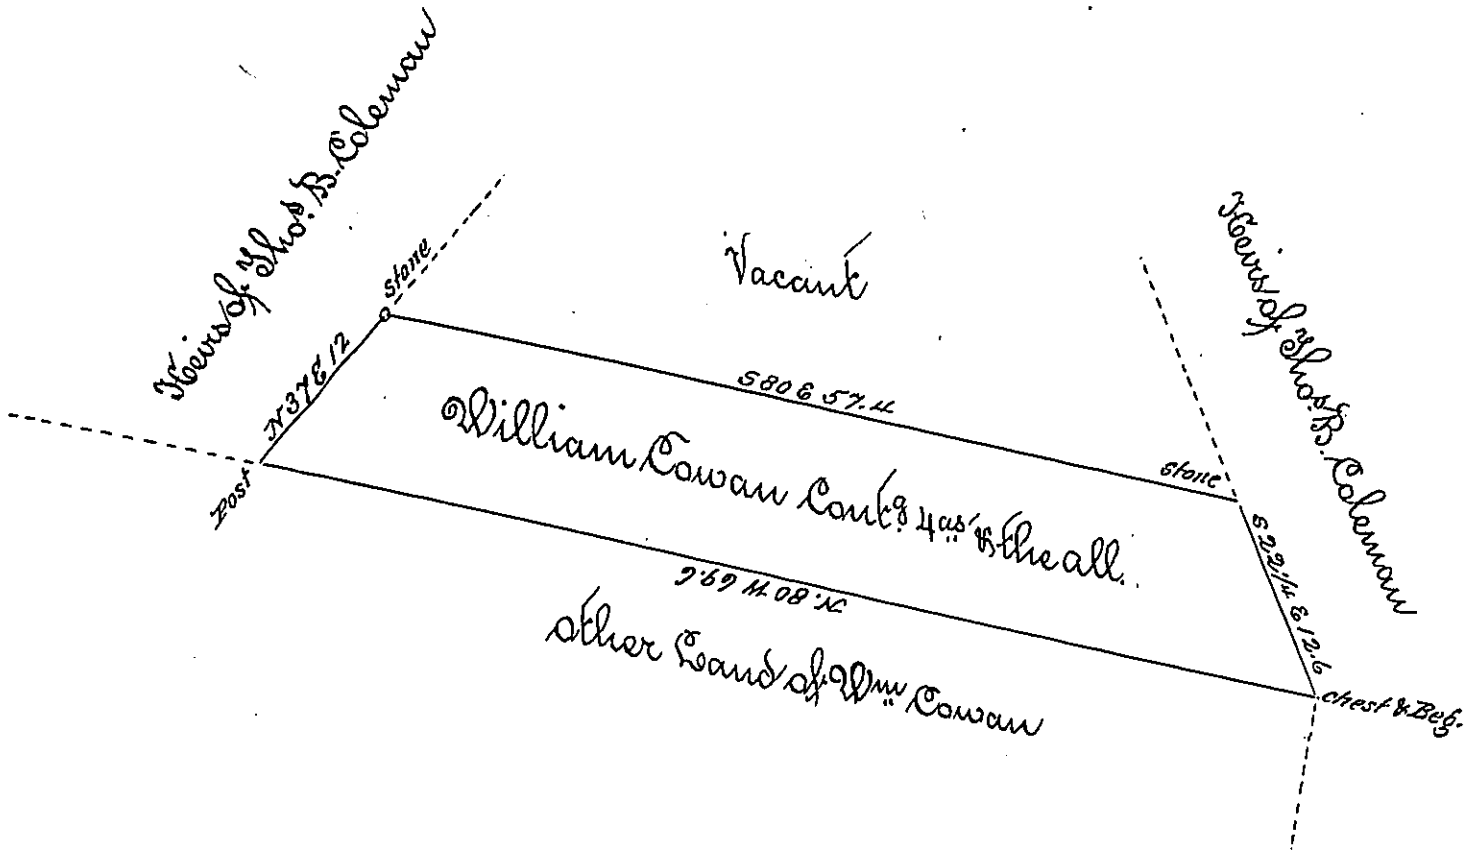 Heirs of Thos. B. Coleman
stone
N 37 E 12
Post
Vacant
S 80 E 57.4
William Cowan Contg. 4 as & the all.
stone
Heirs of Thos. B. Coleman
S 22 1/4 E 12.6
chest & Beg.
N. 80 W 69.6
other Land of Wm Cowan